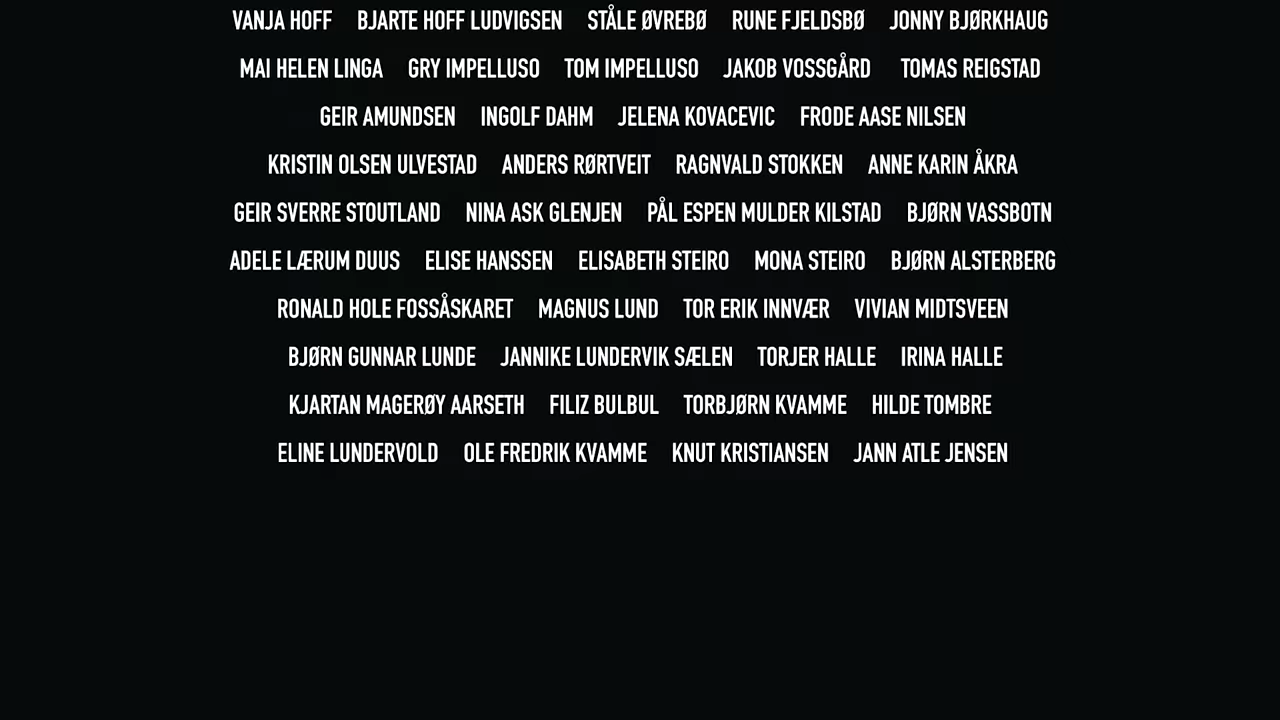 VANJA HOFF BJARTE HOFF LUDVIGSEN STÅLE ØVREBØ RUNE FJELDSBØ JONNY BJØRKHAUG
MAI HELEN LINGA GRY IMPELLUSO TOM IMPELLUSO JAKOB VOSSGÅRD TOMAS REIGSTAD
GEIR AMUNDSEN INGOLF DAHM JELENA KOVACEVIC FRODE AASE NILSEN
KRISTIN OLSEN ULVESTAD ANDERS RØRTVEIT RAGNVALD STOKKEN ANNE KARIN ÅKRA
GEIR SVERRE STOUTLAND NINA ASK GLENJEN PÅL ESPEN MULDER KILSTAD BJØRN VASSBOTN
ADELE LÆRUM DUUS ELISE HANSSEN ELISABETH STEIRO MONA STEIRO BJØRN ALSTERBERG
RONALD HOLE FOSSÅSKARET MAGNUS LUND TOR ERIK INNVÆR VIVIAN MIDTSVEEN
BJØRN GUNNAR LUNDE JANNIKE LUNDERVIK SÆLEN TORJER HALLE IRINA HALLE
KJARTAN MAGERØY AARSETH FILIZ BULBUL TORBJØRN KVAMME HILDE TOMBRE
ELINE LUNDERVOLD OLE FREDRIK KVAMME KNUT KRISTIANSEN JANN ATLE JENSEN